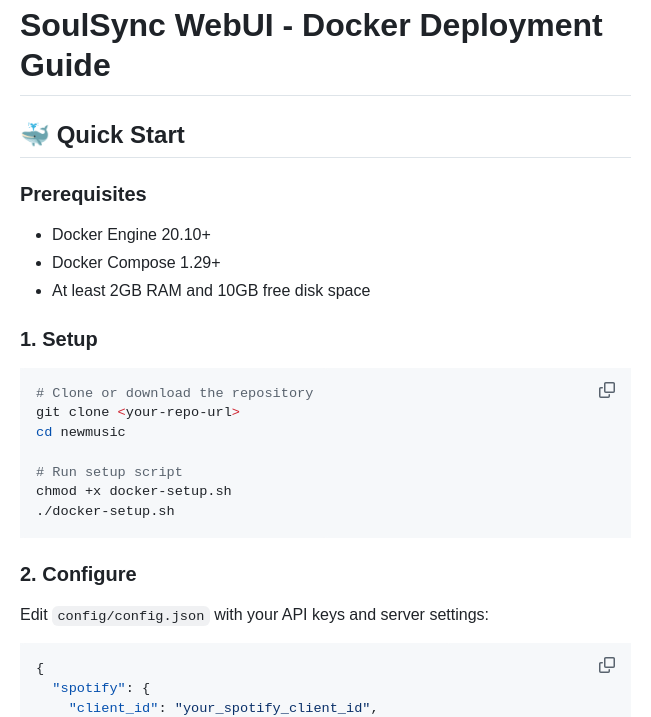 SoulSync WebUI - Docker Deployment
Guide
🐳 Quick Start
Prerequisites
• Docker Engine 20.10+
• Docker Compose 1.29+
• At least 2GB RAM and 10GB free disk space
1. Setup
# Clone or download the repository
git clone <your-repo-url>
cd newmusic
# Run setup script
chmod +x docker-setup.sh
./docker-setup.sh
2. Configure
Edit config/config.json with your API keys and server settings:
{
"spotify": {
"client_id": "your_spotify_client_id",